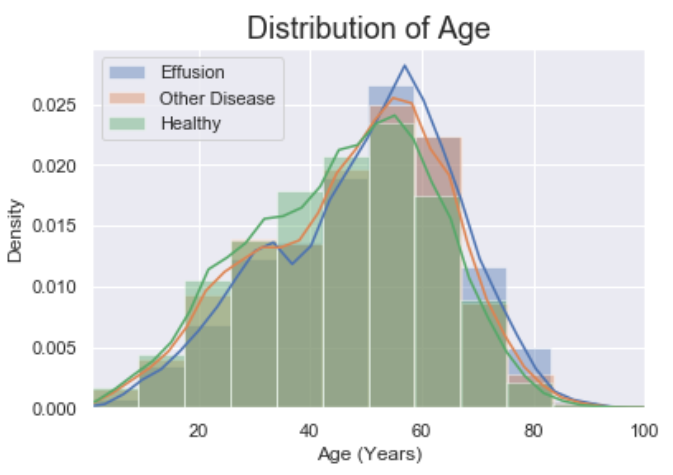 Distribution of Age
Effusion
Other Disease
Healthy
0.025
0.020
0.015
0.010
0.005
0.000
Density
20 40 60 80 100
Age (Years)